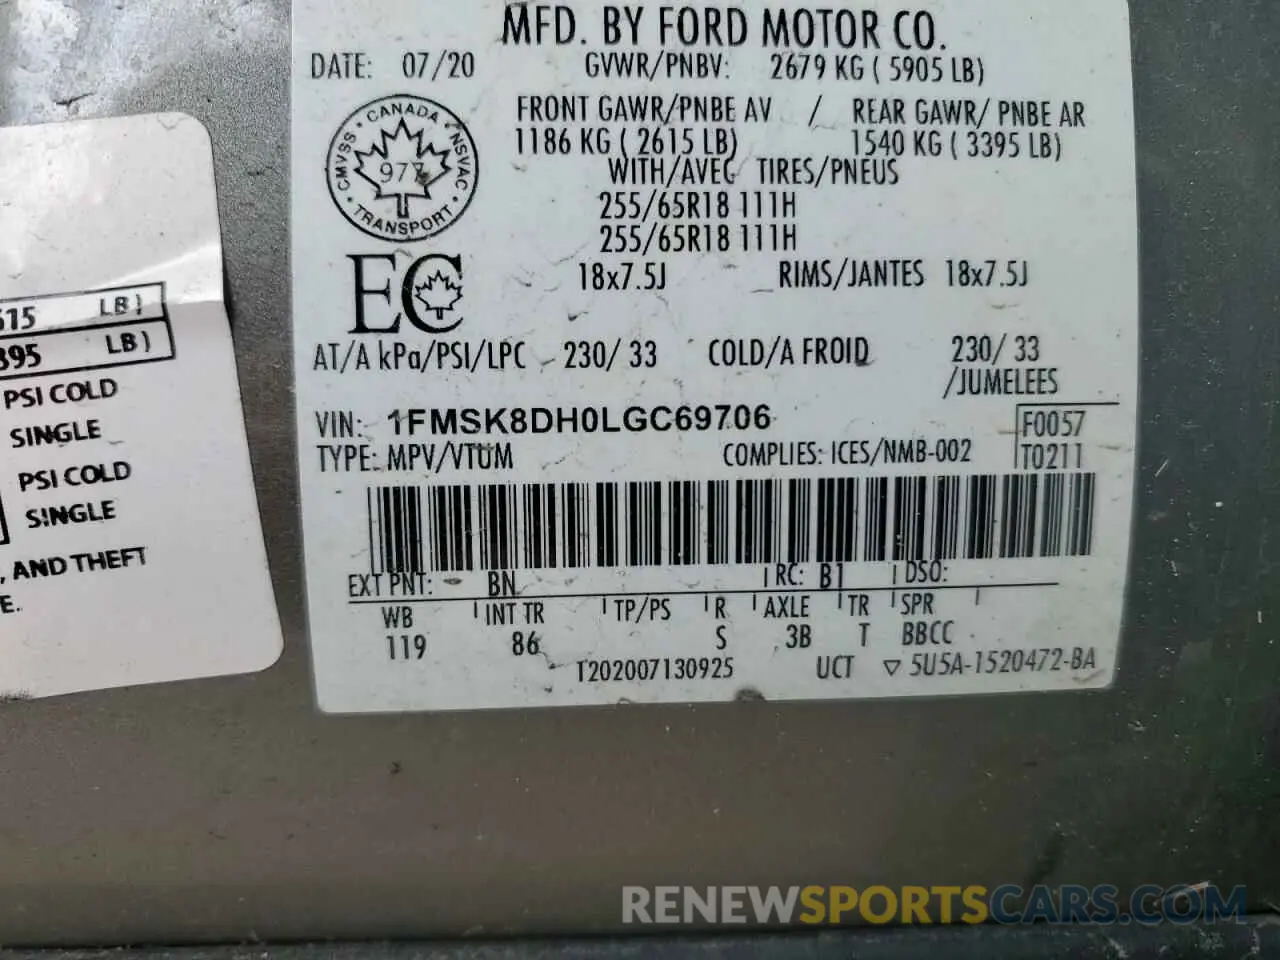 MFD. BY FORD MOTOR CO.
DATE: 07/20 GVWR/PNBV: 2679 KG ( 5905 LB)
FRONT GAWR/PNBE AV / REAR GAWR/ PNBE AR
1186 KG ( 2615 LB) 1540 KG ( 3395 LB)
WITH/AVEC TIRES/PNEUS
255/65R18 111H
255/65R18 111H
18x7.5J RIMS/JANTES 18x7.5J
CANADA
CMVSS NSVAC
977
TRANSPORT
EC
AT/A kPa/PSI/LPC 230/ 33 COLD/A FROID 230/ 33
/JUMELEES
VIN: 1FMSK8DH0LGC69706
F0057
TYPE: MPV/VTUM COMPLIES: ICES/NMB-002
T0211
EXT PNT: BN RC: B1 DSO:
WB INT TR TP/PS R AXLE TR SPR
119 86 S 3B T BBCC
T202007130925 UCT ▽ 5U5A-1520472-BA
615 LB)
395 LB)
PSI COLD
SINGLE
PSI COLD
SINGLE
, AND THEFT
E.
RENEWSPORTSCARS.COM